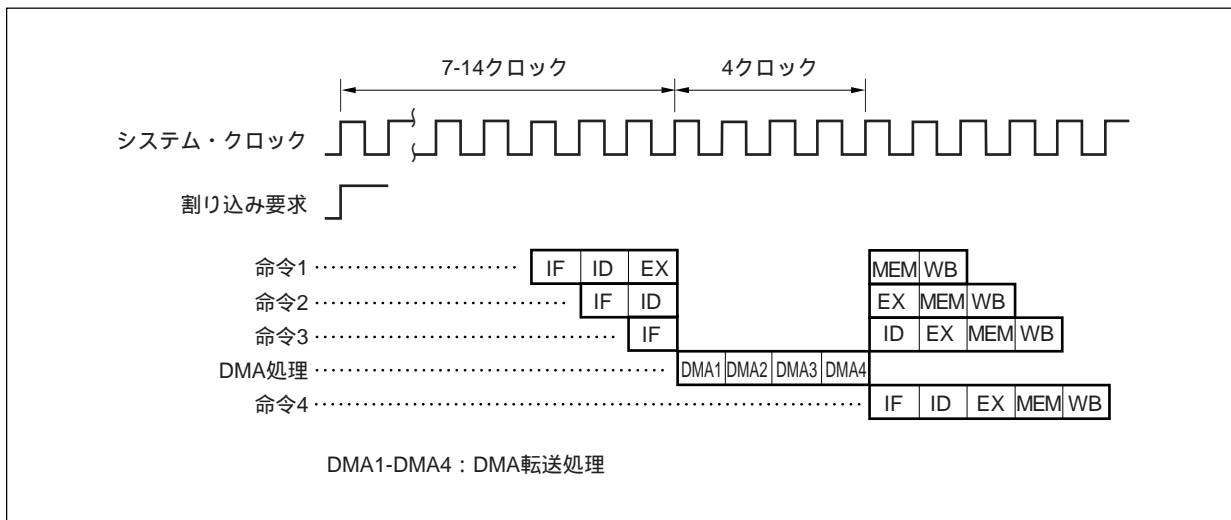 7-14クロック 4クロック
システム・クロック
割り込み要求
命令1 IF ID EX MEM WB
命令2 IF ID EX MEM WB
命令3 IF ID EX MEM WB
DMA処理 DMA1 DMA2 DMA3 DMA4
命令4 IF ID EX MEM WB
DMA1-DMA4：DMA転送処理